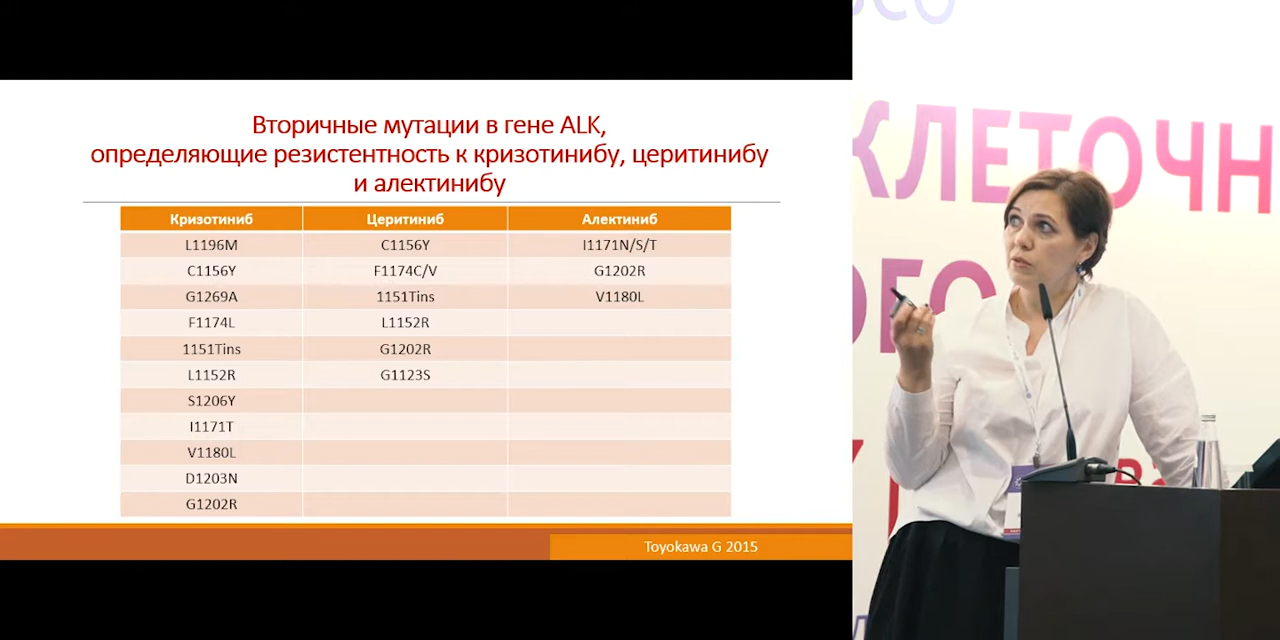 Вторичные мутации в гене ALK,
определяющие резистентность к кризотинибу, церитинибу
и алектинибу
Кризотиниб Церитиниб Алектиниб
L1196M C1156Y I1171N/S/T
C1156Y F1174C/V G1202R
G1269A 1151Tins V1180L
F1174L L1152R
1151Tins G1202R
L1152R G1123S
S1206Y
I1171T
V1180L
D1203N
G1202R
Toyokawa G 2015
КЛЕТОЧН
ОГО